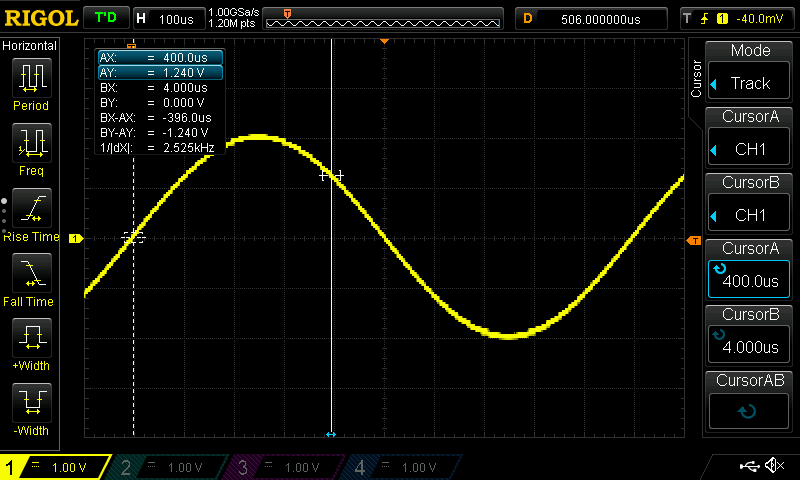 RIGOL T'D H 100us 1.00GSa/s 1.20M pts T D 506.000000us T 1 -40.0mV
Horizontal
Period
Freq
Rise Time
Fall Time
+Width
-Width
AX: = 400.0us
AY: = 1.240 V
BX: = 4.000us
BY: = 0.000 V
BX-AX: = -396.0us
BY-AY: = -1.240 V
1/|dX|: = 2.525kHz
1
T
Cursor
Mode
Track
CursorA
CH1
CursorB
CH1
CursorA
400.0us
CursorB
4.000us
CursorAB
1 = 1.00 V 2 = 1.00 V 3 = 1.00 V 4 = 1.00 V